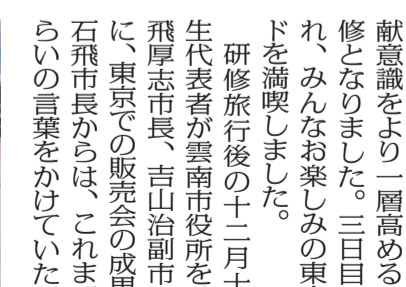 献意識をより一層高める
修となりました。三日目
れ、みんなお楽しみの東
ドを満喫しました。
研修旅行後の十二月
生代表者が雲南市役所を
飛厚志市長、吉山治副市
に、東京での販売会の成果
石飛市長からは、これま
らいの言葉をかけていた